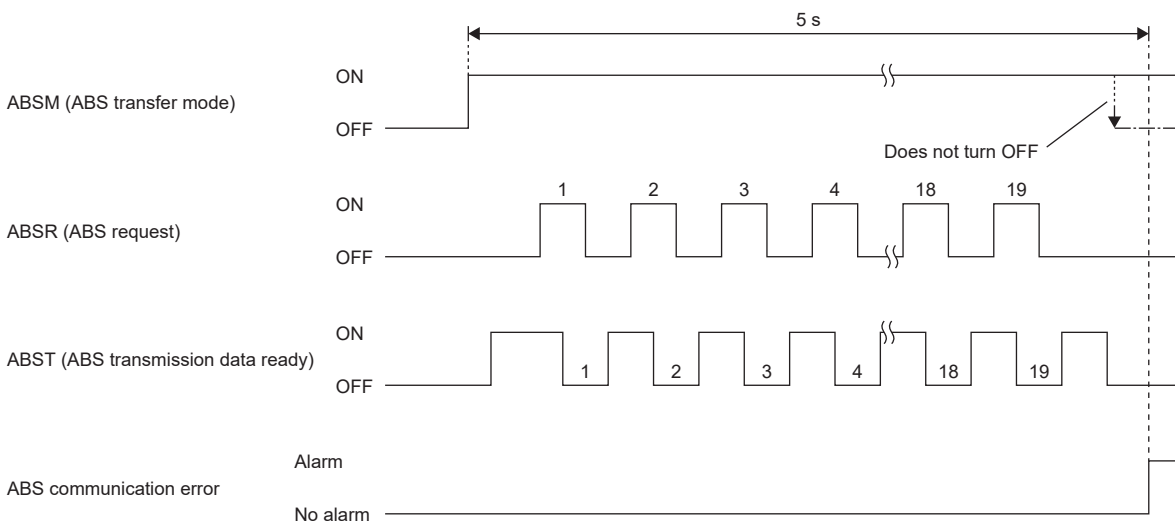 5 s
ON
ABSM (ABS transfer mode)
OFF
Does not turn OFF
1 2 3 4 18 19
ON
ABSR (ABS request)
OFF
ON
ABST (ABS transmission data ready)
1 2 3 4 18 19
OFF
Alarm
ABS communication error
No alarm